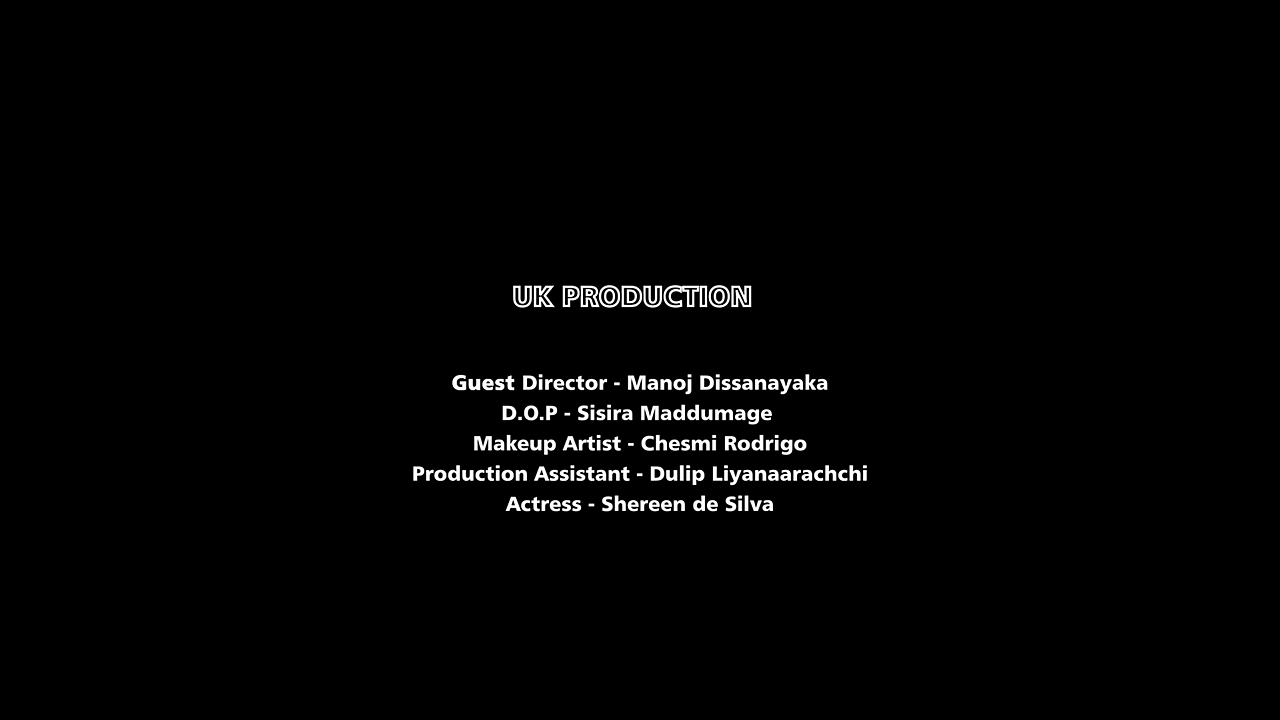 UK PRODUCTION
Guest Director - Manoj Dissanayaka
D.O.P - Sisira Maddumage
Makeup Artist - Chesmi Rodrigo
Production Assistant - Dulip Liyanaarachchi
Actress - Shereen de Silva